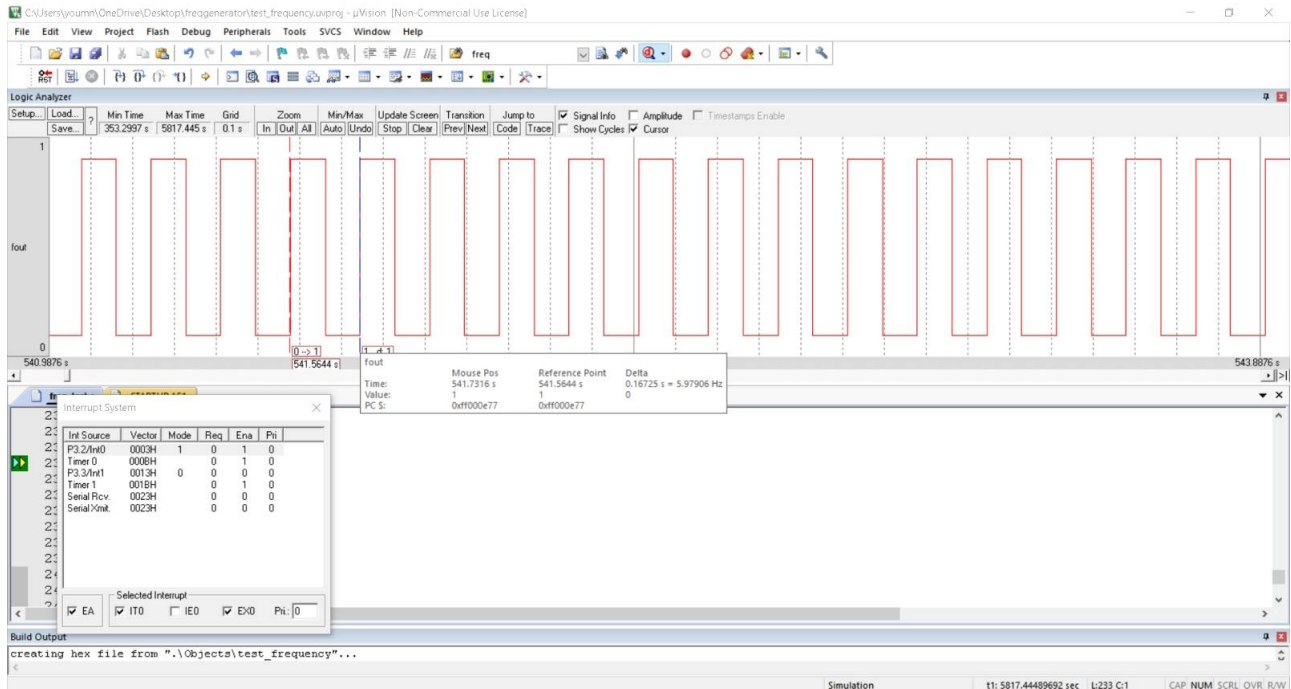 C:\Users\youmn\OneDrive\Desktop\freqgenerator\test_frequency.uvproj - µVision [Non-Commercial Use License]
File Edit View Project Flash Debug Peripherals Tools SVCS Window Help
freq
RST
Logic Analyzer
Setup... Load... ? Min Time Max Time Grid Zoom Min/Max Update Screen Transition Jump to Signal Info Amplitude Timestamps Enable
Save... 353.2997 s 5817.445 s 0.1 s In Out All Auto Undo Stop Clear Prev Next Code Trace Show Cycles Cursor
1
fout
0
0 -> 1
540.9876 s 541.5644 s 543.8876 s
fout
Mouse Pos Reference Point Delta
Time: 541.7316 s 541.5644 s 0.16725 s = 5.97906 Hz
Value: 1 1 0
PC $: 0xff000e77 0xff000e77
Interrupt System
Int Source Vector Mode Req Ena Pri
P3.2/Int0 0003H 1 0 1 0
Timer 0 000BH 0 1 0
P3.3/Int1 0013H 0 0 0 0
Timer 1 001BH 0 1 0
Serial Rcv. 0023H 0 0 0
Serial Xmit. 0023H 0 0 0
Selected Interrupt
EA IT0 IE0 EX0 Pri.: 0
Build Output
creating hex file from ".\Objects\test_frequency"...
Simulation t1: 5817.44489692 sec L:233 C:1 CAP NUM SCRL OVR R/W